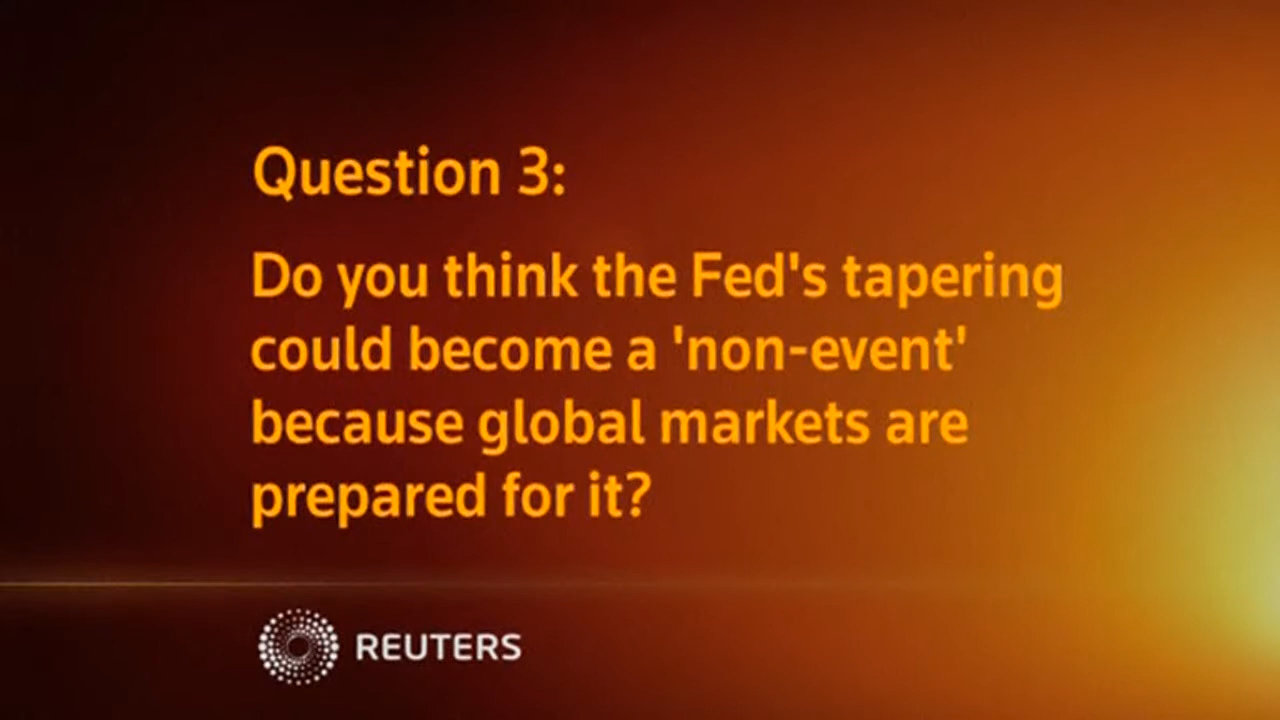 Question 3:
Do you think the Fed's tapering
could become a 'non-event'
because global markets are
prepared for it?
REUTERS